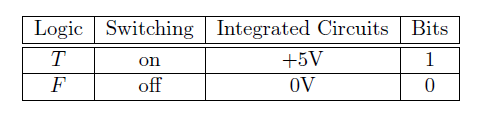 Logic Switching Integrated Circuits Bits
T on +5V 1
F off 0V 0